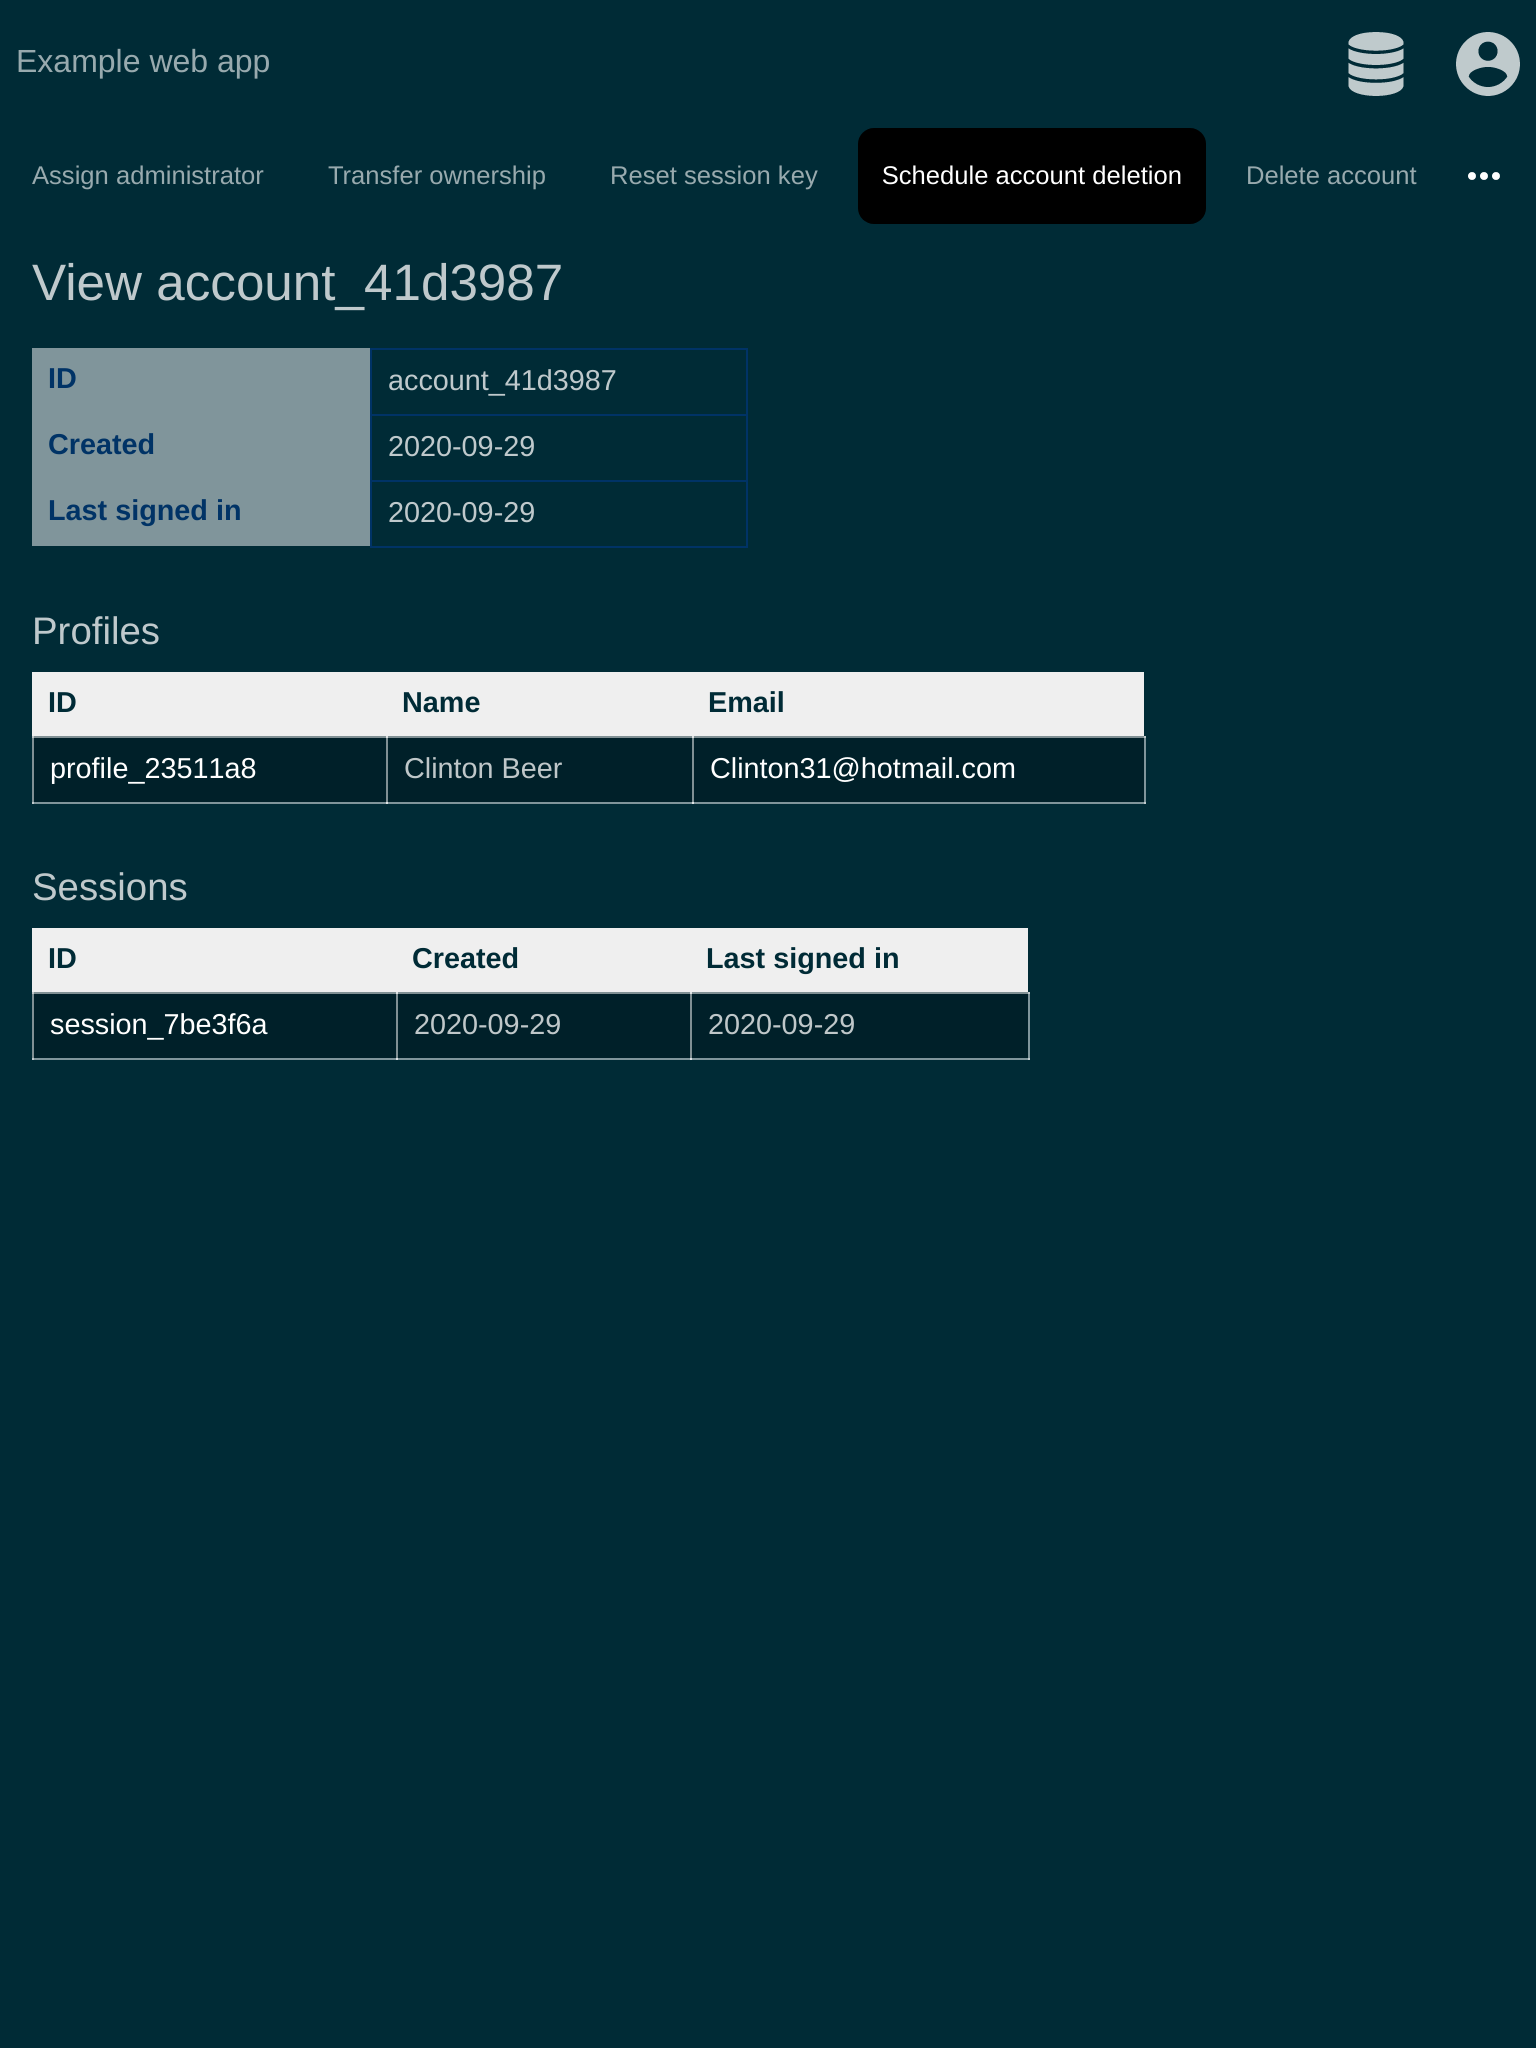 Example web app
Assign administrator Transfer ownership Reset session key Schedule account deletion Delete account
View account_41d3987
ID account_41d3987
Created 2020-09-29
Last signed in 2020-09-29
Profiles
ID Name Email
profile_23511a8 Clinton Beer Clinton31@hotmail.com
Sessions
ID Created Last signed in
session_7be3f6a 2020-09-29 2020-09-29